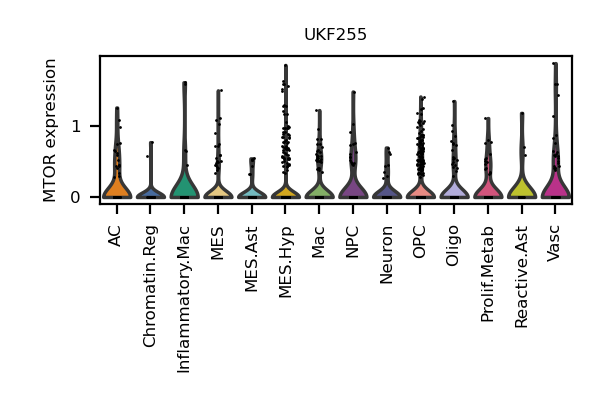 UKF255
MTOR expression
1
0
AC
Chromatin.Reg
Inflammatory.Mac
MES
MES.Ast
MES.Hyp
Mac
NPC
Neuron
OPC
Oligo
Prolif.Metab
Reactive.Ast
Vasc